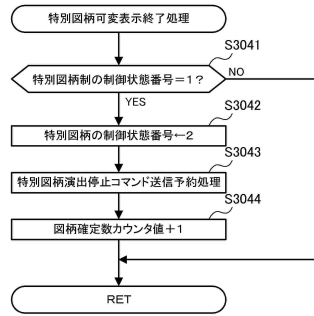 特別図柄可変表示終了処理
S3041
特別図柄制の制御状態番号＝1？
NO
YES
S3042
特別図柄の制御状態番号←2
S3043
特別図柄演出停止コマンド送信予約処理
S3044
図柄確定数カウンタ値＋1
RET